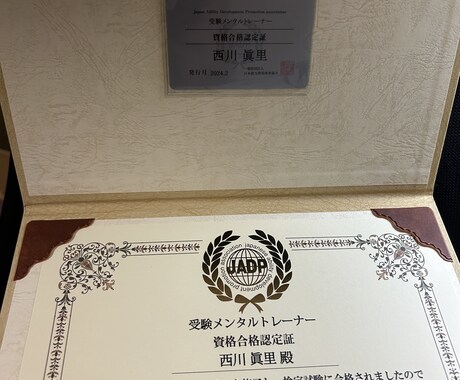 Japan Ability Development Promotion Association
受験メンタルトレーナー
資格合格認定証
西川 眞里
発行月 2024.2
JADP
受験メンタルトレーナー
資格合格認定証
西川 眞里 殿
検定試験に合格されましたので